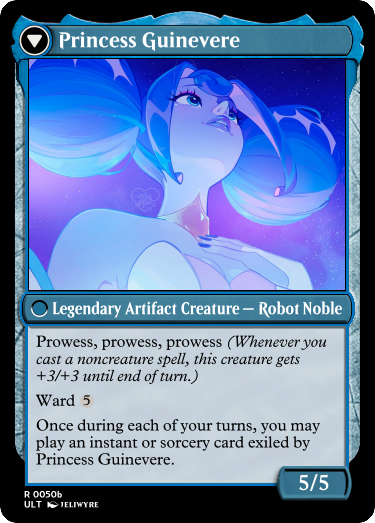 Princess Guinevere
Legendary Artifact Creature — Robot Noble
Prowess, prowess, prowess (Whenever you
cast a noncreature spell, this creature gets
+3/+3 until end of turn.)
Ward 5
Once during each of your turns, you may
play an instant or sorcery card exiled by
Princess Guinevere.
5/5
R 0050b
ULT JELIWYRE